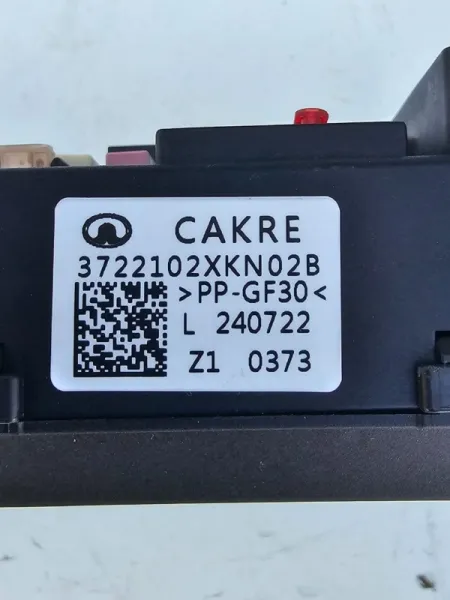 CAKRE
3722102XKN02B
>PP-GF30<
L 240722
Z1 0373